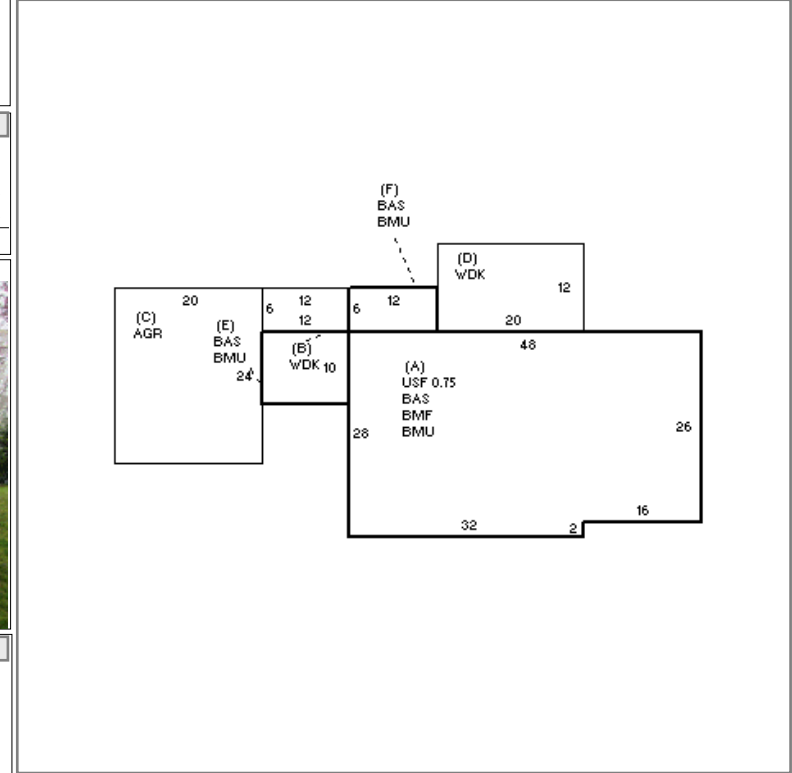 (F)
BAS
BMU
(D)
WDK
12
20
20
(C)
AGR
(E)
BAS
BMU
24
6
12
12
(B)
WDK
10
6
12
48
(A)
USF 0.75
BAS
BMF
BMU
28
26
16
32
2